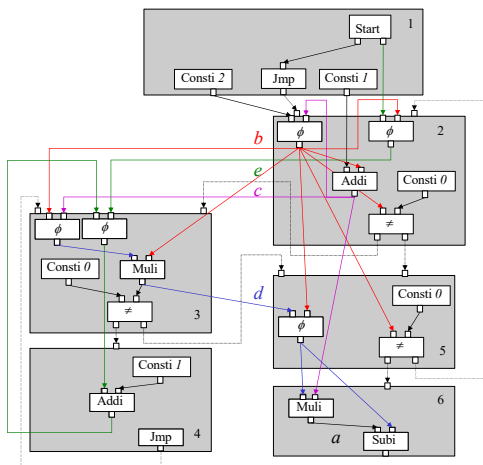 1
Start
Consti 2
Jmp
Consti 1
2
ϕ
ϕ
b
e
c
Addi
Consti 0
≠
ϕ
ϕ
Consti 0
Muli
≠
3
d
Consti 0
ϕ
≠
5
Consti 1
Addi
Jmp
4
6
Muli
a
Subi